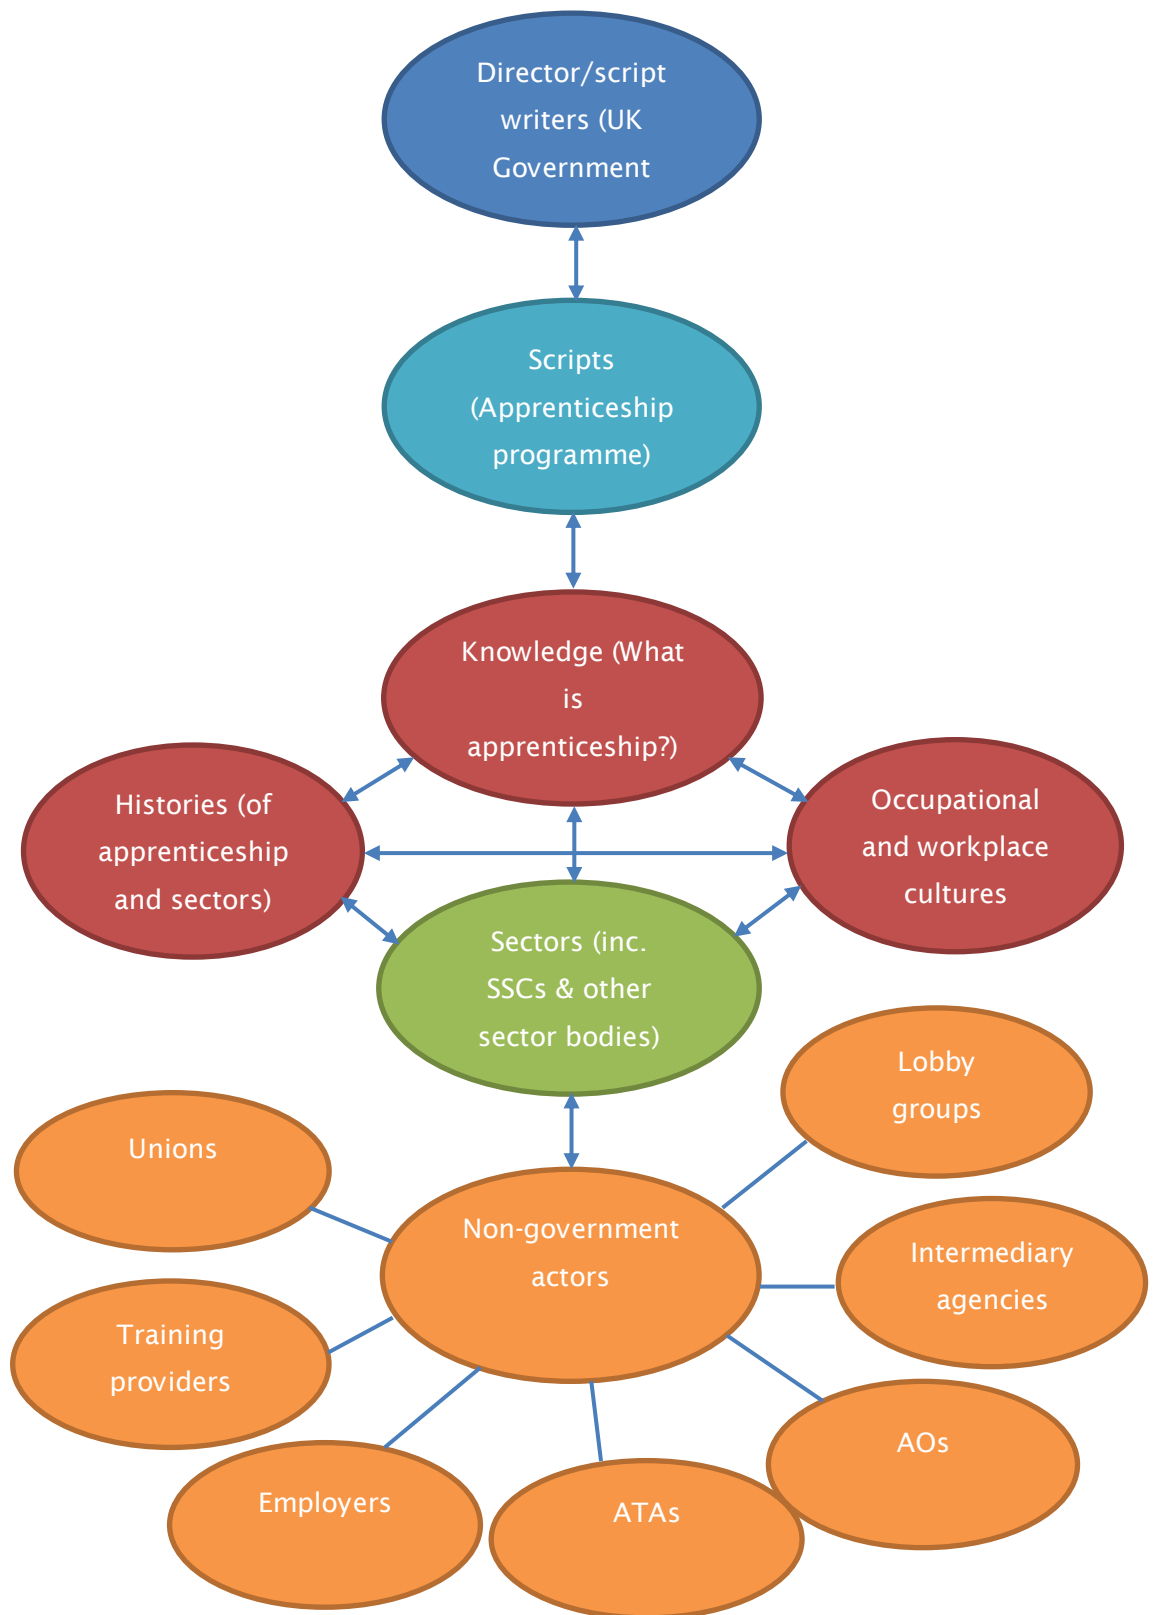 Director/script
writers (UK
Government
Scripts
(Apprenticeship
programme)
Knowledge (What
is
apprenticeship?)
Histories (of
apprenticeship
and sectors)
Occupational
and workplace
cultures
Sectors (inc.
SSCs & other
sector bodies)
Lobby
groups
Unions
Non-government
actors
Intermediary
agencies
Training
providers
AOs
Employers
ATAs